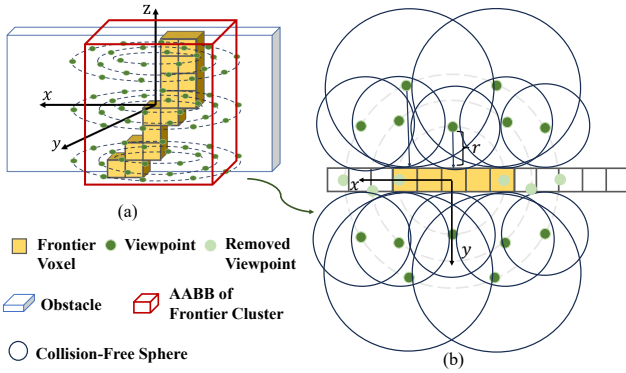 z
x
y
(a)
r
x
y
(b)
Frontier Voxel
Viewpoint
Removed Viewpoint
Obstacle
AABB of Frontier Cluster
Collision-Free Sphere